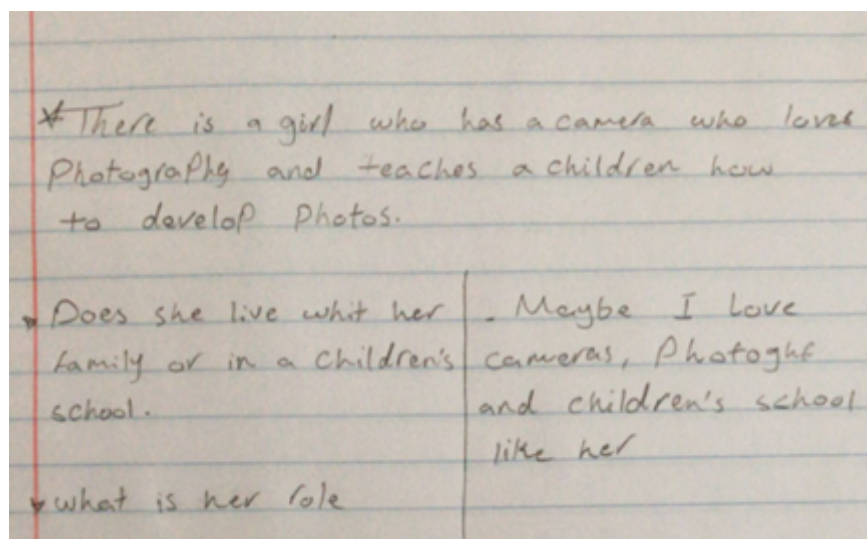 * There is a girl who has a camera who loves
Photography and teaches a children how
to develop Photos.
• Does she live whit her
family or in a children's
school.
• what is her role
- Maybe I Love
cameras, Photoghf
and children's school
like her